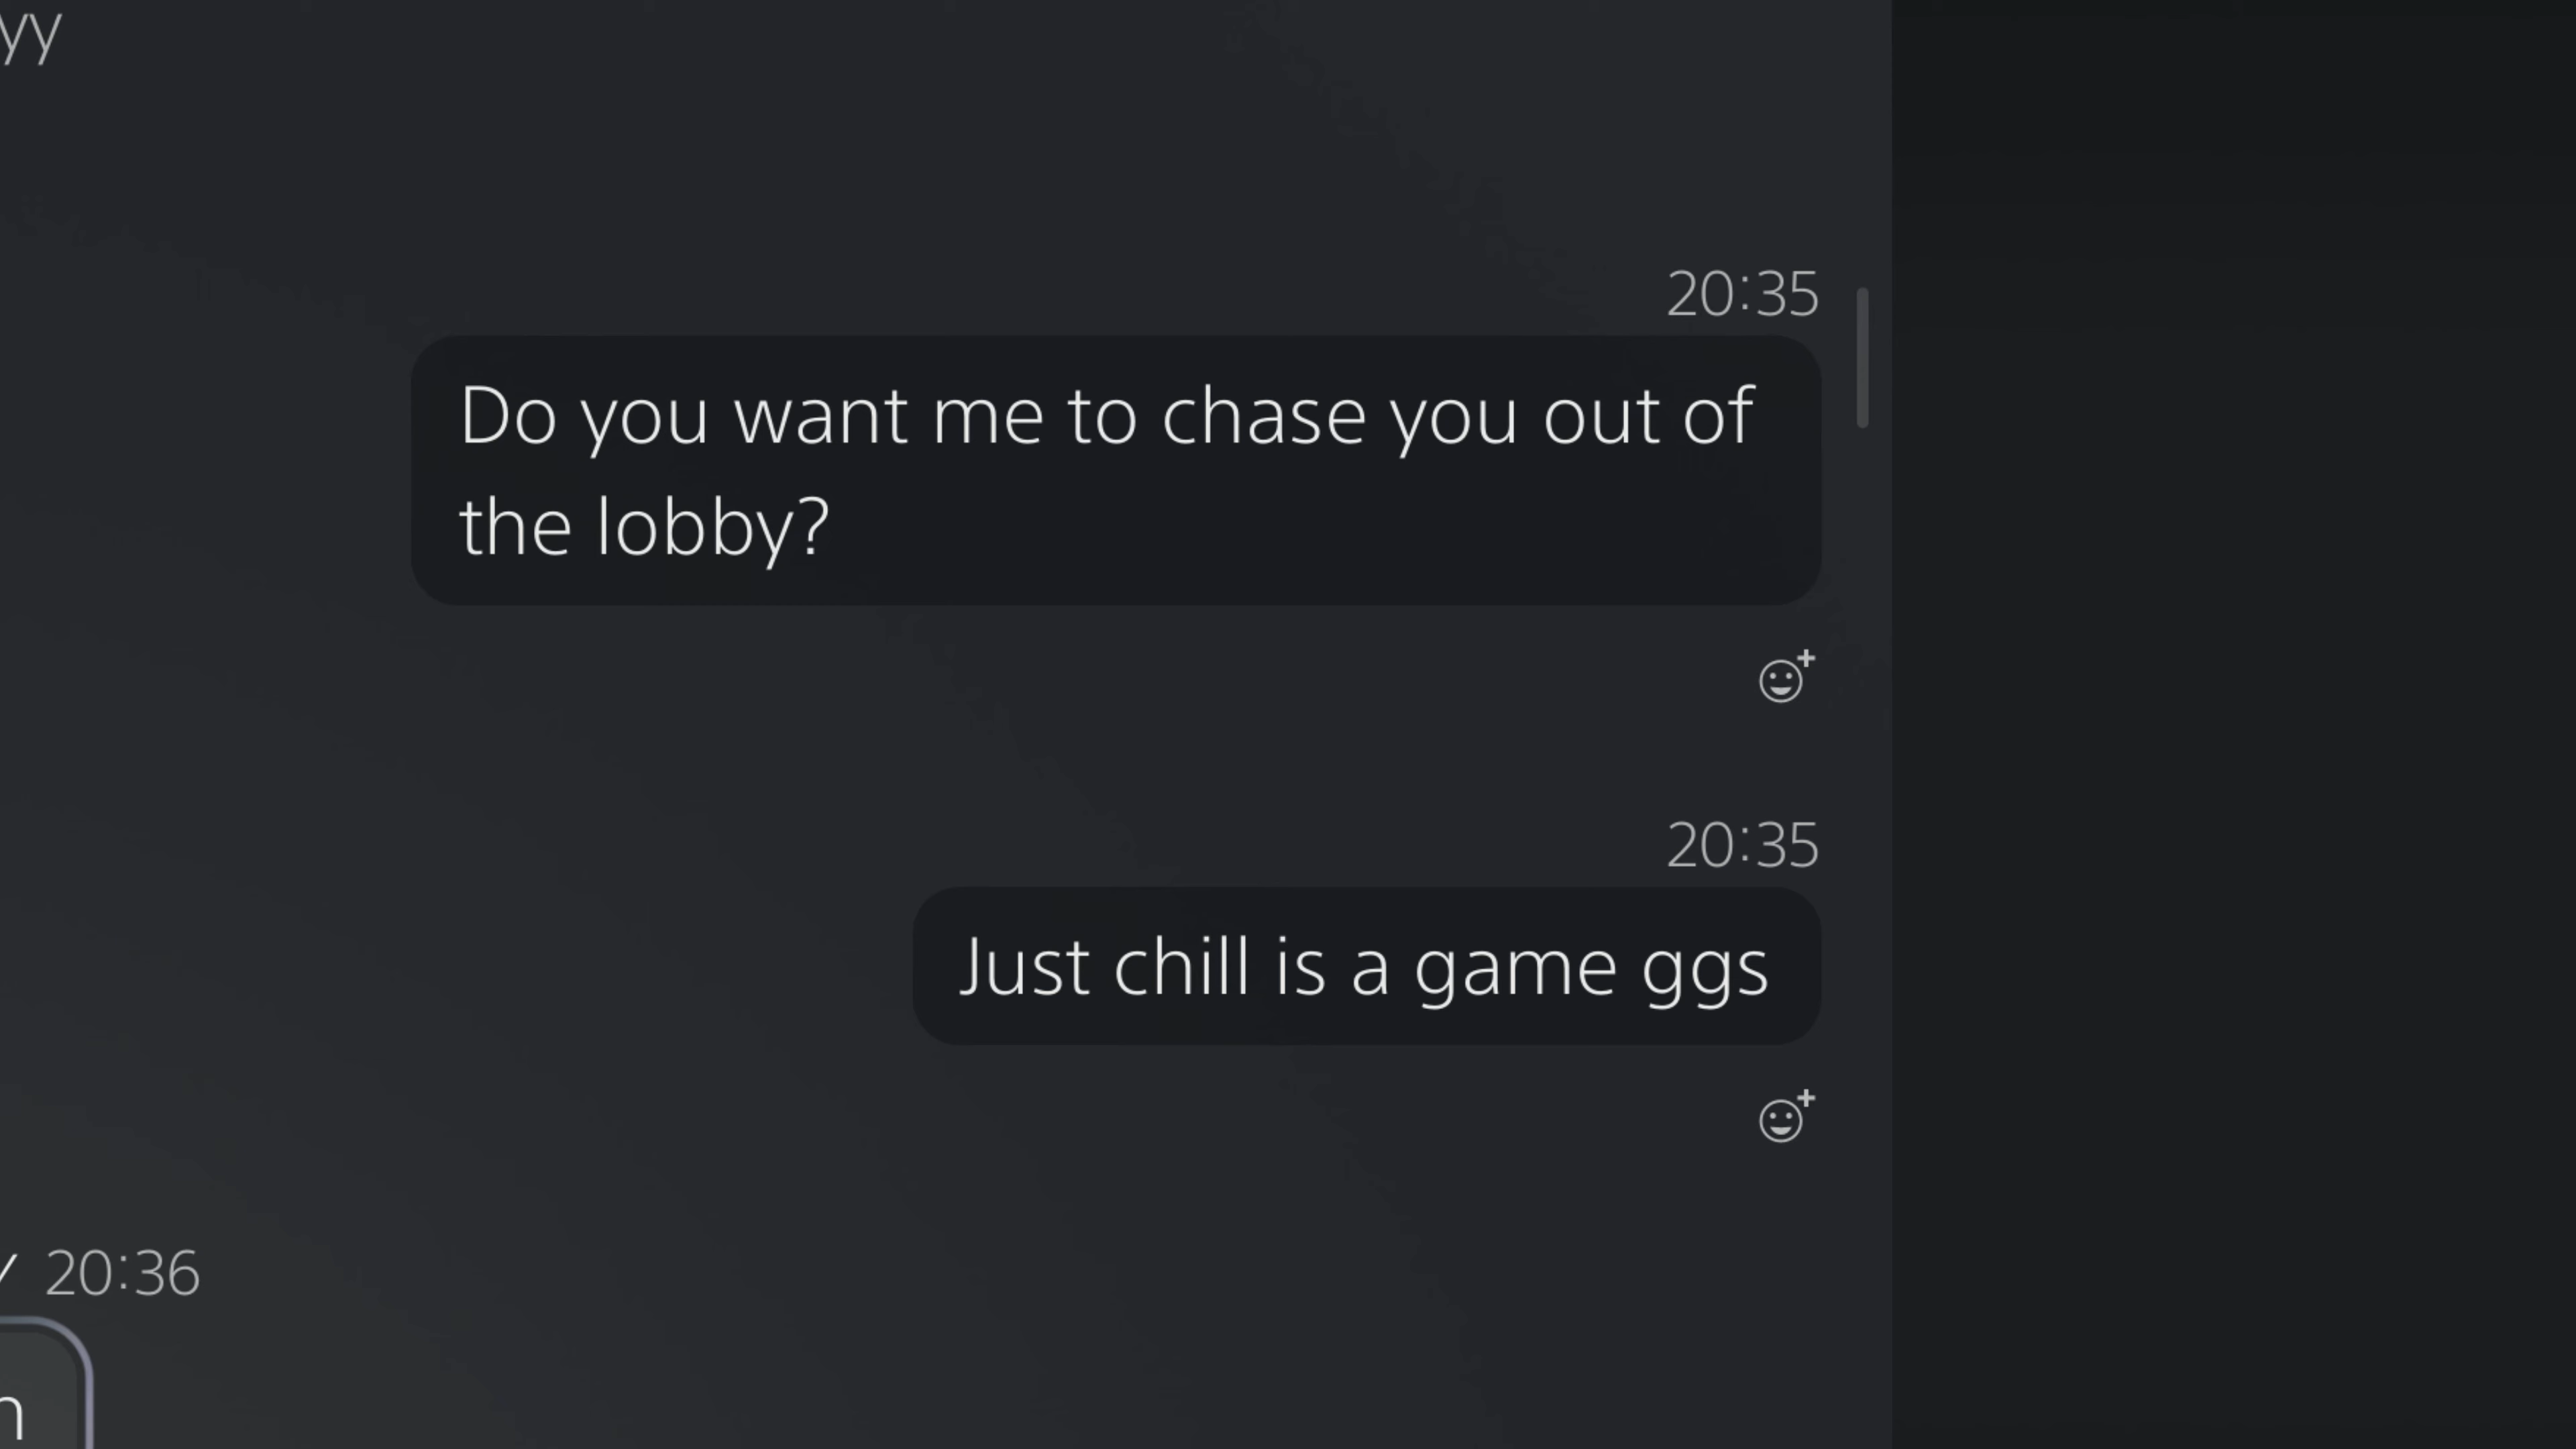 yy
20:35
Do you want me to chase you out of
the lobby?
20:35
Just chill is a game ggs
20:36